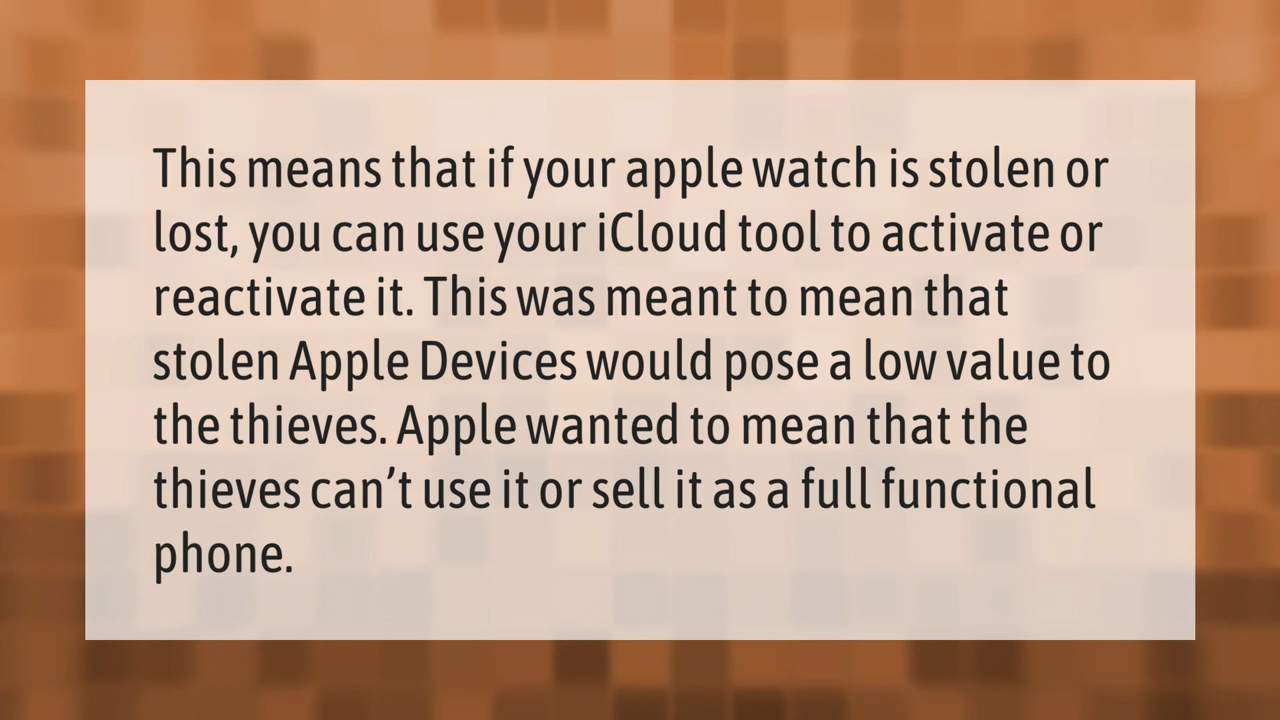 This means that if your apple watch is stolen or
lost, you can use your iCloud tool to activate or
reactivate it. This was meant to mean that
stolen Apple Devices would pose a low value to
the thieves. Apple wanted to mean that the
thieves can’t use it or sell it as a full functional
phone.